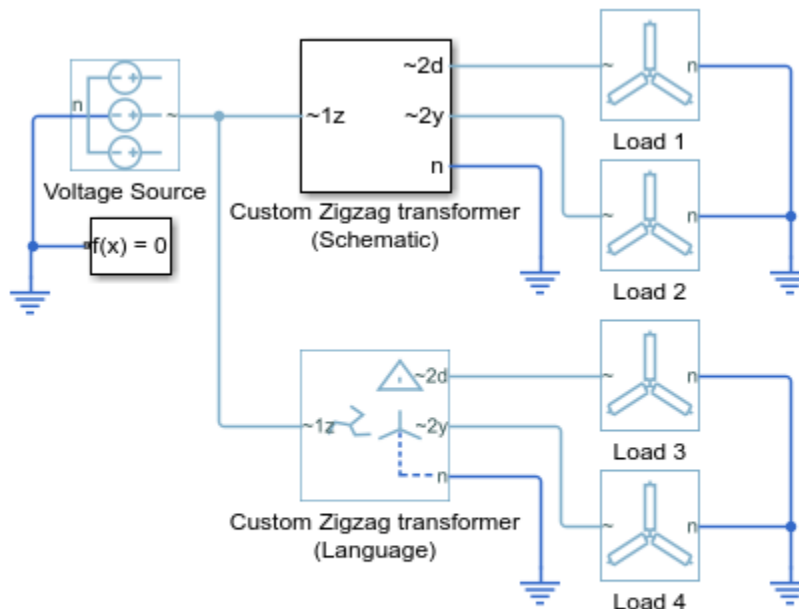 ~2d
~
n
n
~
~1z
~2y
Load 1
Voltage Source
n
~
n
Custom Zigzag transformer
(Schematic)
f(x) = 0
Load 2
~2d
~
n
~1z
~2y
Load 3
n
~
n
Custom Zigzag transformer
(Language)
Load 4